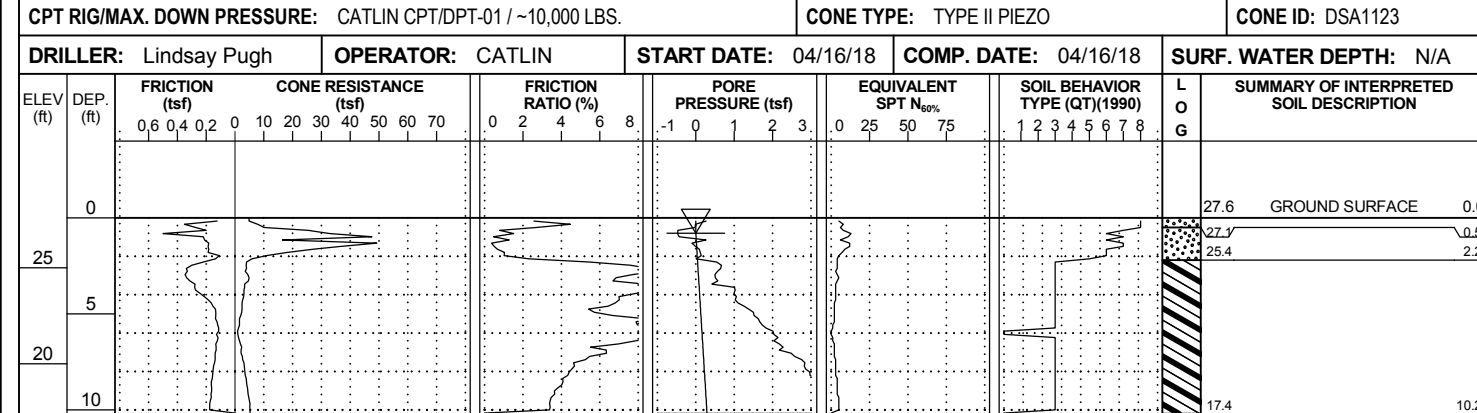 CPT RIG/MAX. DOWN PRESSURE: CATLIN CPT/DPT-01 / ~10,000 LBS. CONE TYPE: TYPE II PIEZO CONE ID: DSA1123
DRILLER: Lindsay Pugh OPERATOR: CATLIN START DATE: 04/16/18 COMP. DATE: 04/16/18 SURF. WATER DEPTH: N/A
ELEV (ft)
DEP. (ft)
FRICTION (tsf)
0.6 0.4 0.2 0
CONE RESISTANCE (tsf)
10 20 30 40 50 60 70
FRICTION RATIO (%)
0 2 4 6 8
PORE PRESSURE (tsf)
-1 0 1 2 3
EQUIVALENT SPT N60%
0 25 50 75
SOIL BEHAVIOR TYPE (QT)(1990)
1 2 3 4 5 6 7 8
L
O
G
SUMMARY OF INTERPRETED SOIL DESCRIPTION
0
27.6 GROUND SURFACE
27.1
25.4
25
5
20
10
17.4